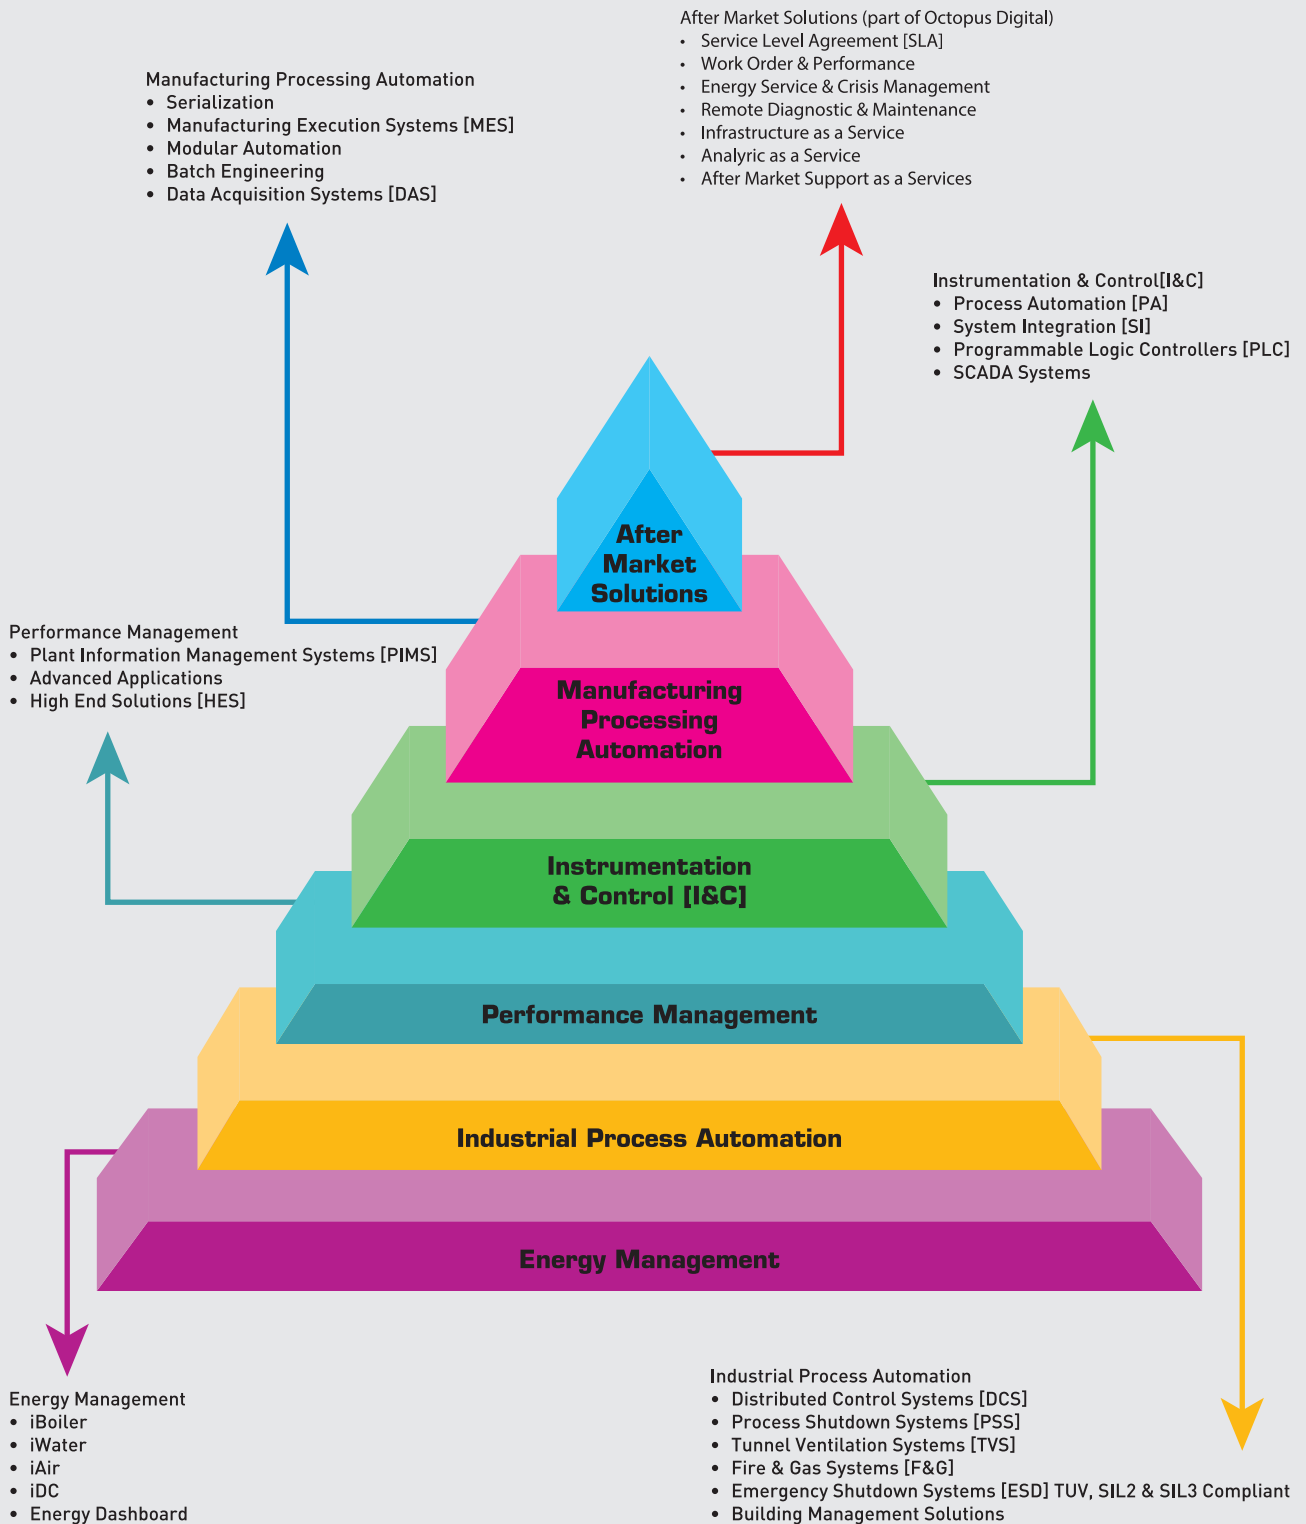 After Market Solutions (part of Octopus Digital)
• Service Level Agreement [SLA]
• Work Order & Performance
• Energy Service & Crisis Management
• Remote Diagnostic & Maintenance
• Infrastructure as a Service
• Analyric as a Service
• After Market Support as a Services
Manufacturing Processing Automation
• Serialization
• Manufacturing Execution Systems [MES]
• Modular Automation
• Batch Engineering
• Data Acquisition Systems [DAS]
Instrumentation & Control[I&C]
• Process Automation [PA]
• System Integration [SI]
• Programmable Logic Controllers [PLC]
• SCADA Systems
After
Market
Solutions
Performance Management
• Plant Information Management Systems [PIMS]
• Advanced Applications
• High End Solutions [HES]
Manufacturing
Processing
Automation
Instrumentation
& Control [I&C]
Performance Management
Industrial Process Automation
Energy Management
Energy Management
• iBoiler
• iWater
• iAir
• iDC
• Energy Dashboard
Industrial Process Automation
• Distributed Control Systems [DCS]
• Process Shutdown Systems [PSS]
• Tunnel Ventilation Systems [TVS]
• Fire & Gas Systems [F&G]
• Emergency Shutdown Systems [ESD] TUV, SIL2 & SIL3 Compliant
• Building Management Solutions